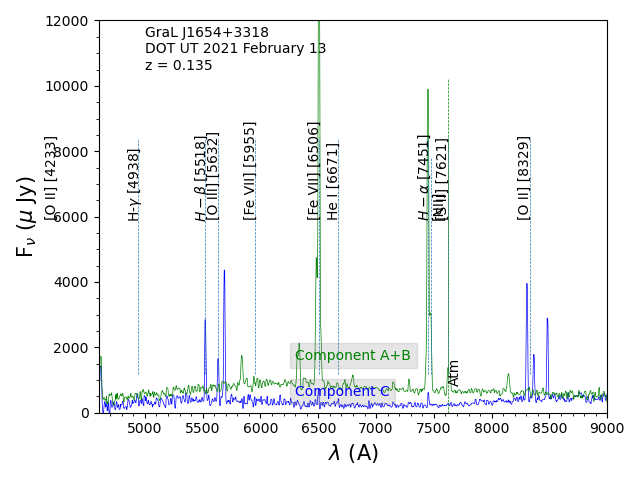 GraL J1654+3318
DOT UT 2021 February 13
z = 0.135
[O II] [4233]
H-γ [4938]
H − β [5518]
[O III] [5632]
[Fe VII] [5955]
[Fe VII] [6506]
He I [6671]
H − α [7451]
[NII]
[7621]
[O II] [8329]
Component A+B
Component C
Atm
F_ν (μ Jy)
12000
10000
8000
6000
4000
2000
0
5000 5500 6000 6500 7000 7500 8000 8500 9000
λ (A)